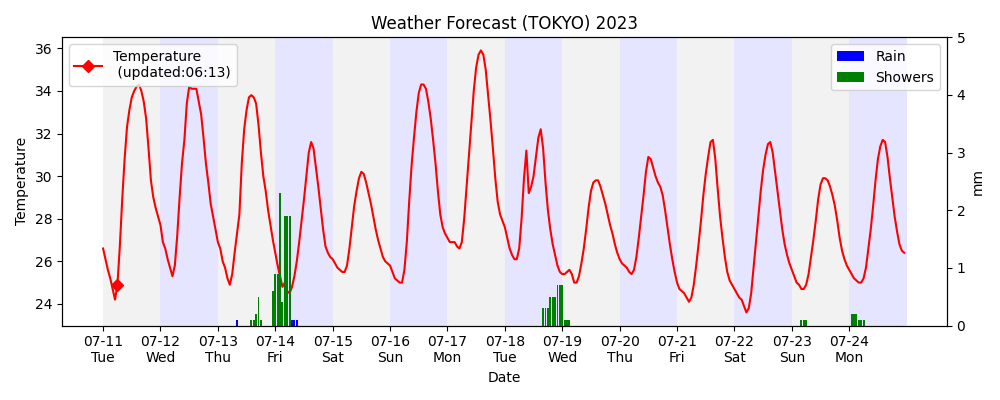 Weather Forecast (TOKYO) 2023
Temperature
(updated:06:13)
Rain
Showers
36
34
32
30
28
26
24
Temperature
5
4
3
2
1
0
mm
07-11 07-12 07-13 07-14 07-15 07-16 07-17 07-18 07-19 07-20 07-21 07-22 07-23 07-24
Tue Wed Thu Fri Sat Sun Mon Tue Wed Thu Fri Sat Sun Mon
Date